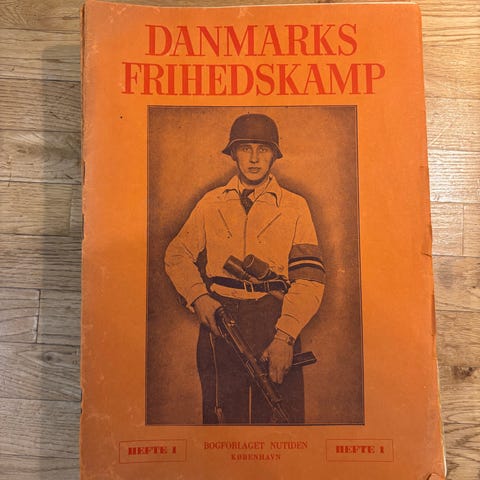 DANMARKS
FRIHEDSKAMP
HEFTE 1
BOGFORLAGET NUTIDEN
KØBENHAVN
HEFTE 1